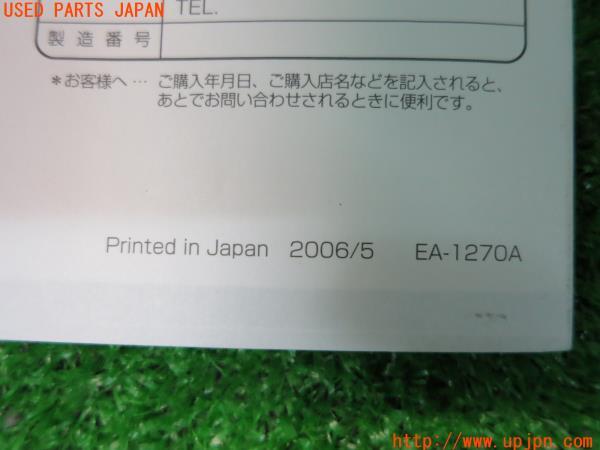 USED PARTS JAPAN
TEL.
製造番号
*お客様へ… ご購入年月日、ご購入店名などを記入されると、
あとでお問い合わせされるときに便利です。
Printed in Japan 2006/5 EA-1270A
http://www.upjpn.com